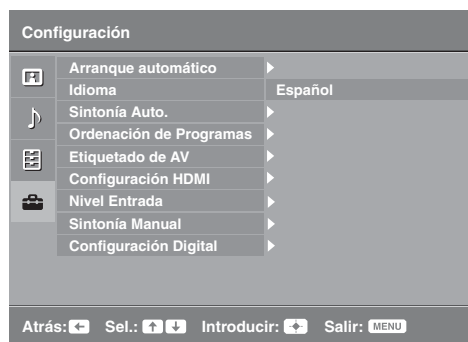 Configuración
Arranque automático
Idioma Español
Sintonía Auto.
Ordenación de Programas
Etiquetado de AV
Configuración HDMI
Nivel Entrada
Sintonía Manual
Configuración Digital
Atrás: Sel.: Introducir: Salir: MENU